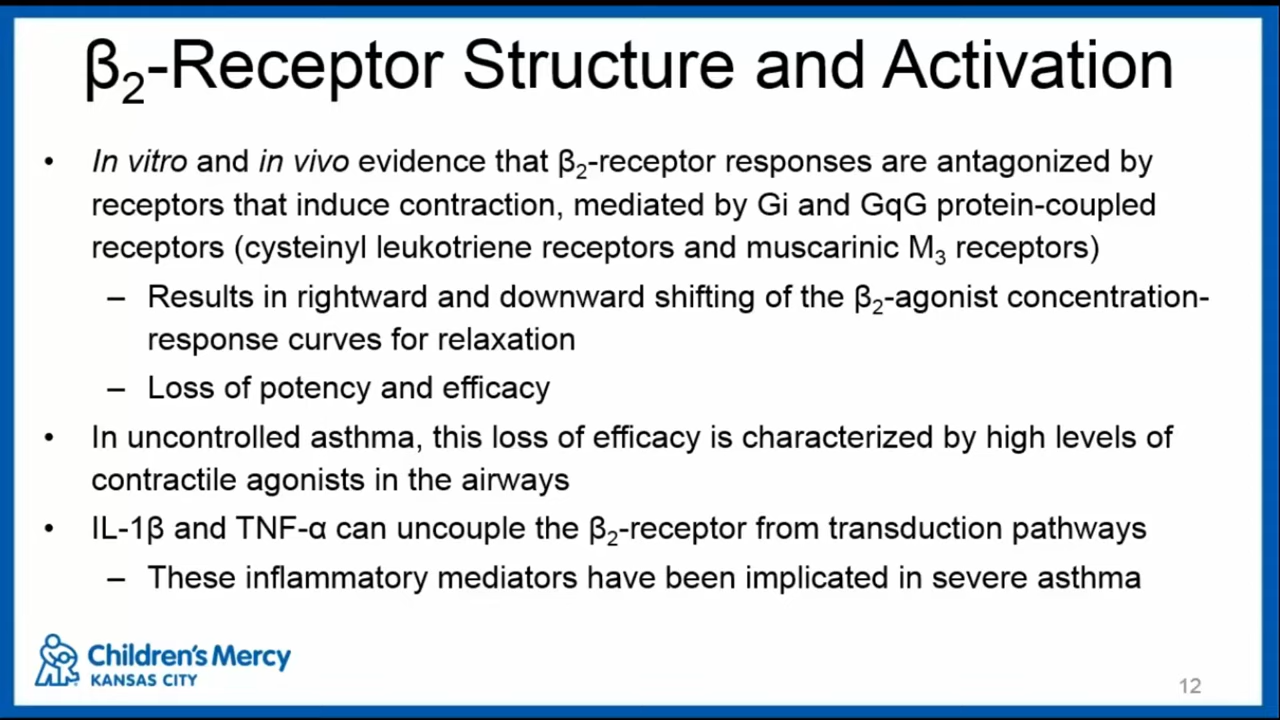 β₂-Receptor Structure and Activation
• In vitro and in vivo evidence that β₂-receptor responses are antagonized by
receptors that induce contraction, mediated by Gi and GqG protein-coupled
receptors (cysteinyl leukotriene receptors and muscarinic M₃ receptors)
– Results in rightward and downward shifting of the β₂-agonist concentration-
response curves for relaxation
– Loss of potency and efficacy
• In uncontrolled asthma, this loss of efficacy is characterized by high levels of
contractile agonists in the airways
• IL-1β and TNF-α can uncouple the β₂-receptor from transduction pathways
– These inflammatory mediators have been implicated in severe asthma
Children's Mercy
KANSAS CITY
12